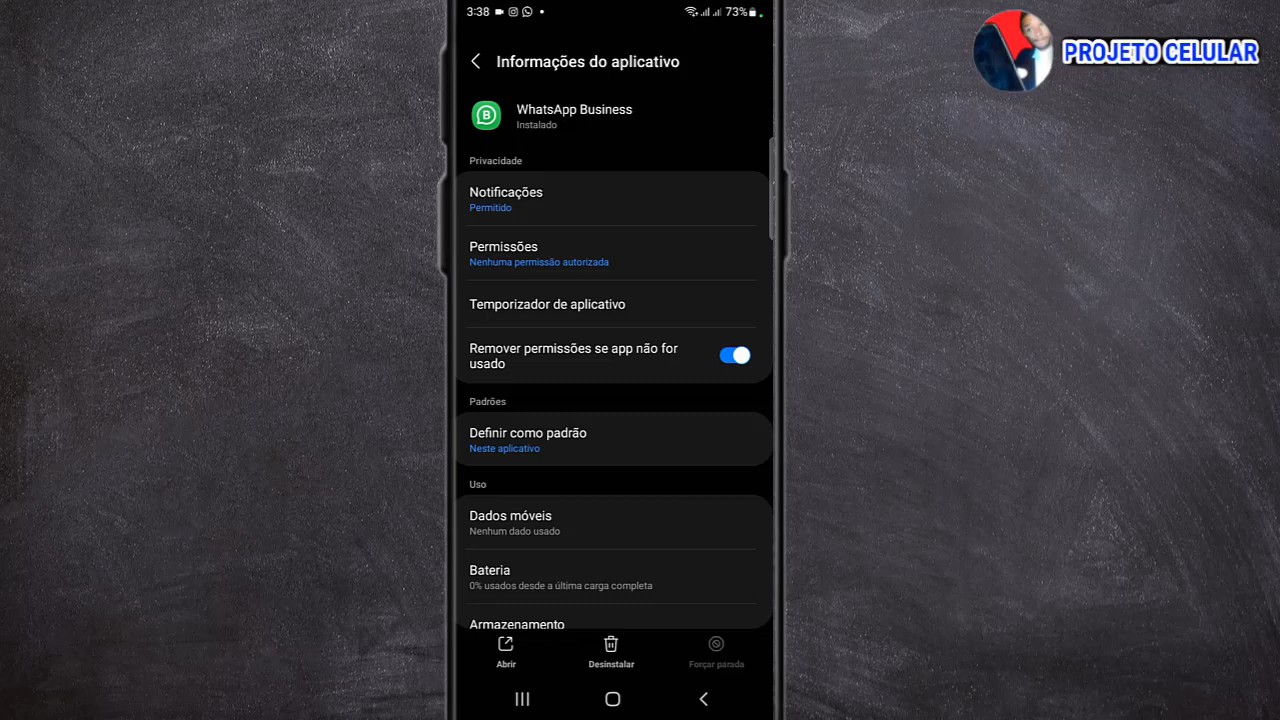 3:38
73%
PROJETO CELULAR
Informações do aplicativo
WhatsApp Business
Instalado
Privacidade
Notificações
Permitido
Permissões
Nenhuma permissão autorizada
Temporizador de aplicativo
Remover permissões se app não for
usado
Padrões
Definir como padrão
Neste aplicativo
Uso
Dados móveis
Nenhum dado usado
Bateria
0% usados desde a última carga completa
Armazenamento
Abrir
Desinstalar
Forçar parada